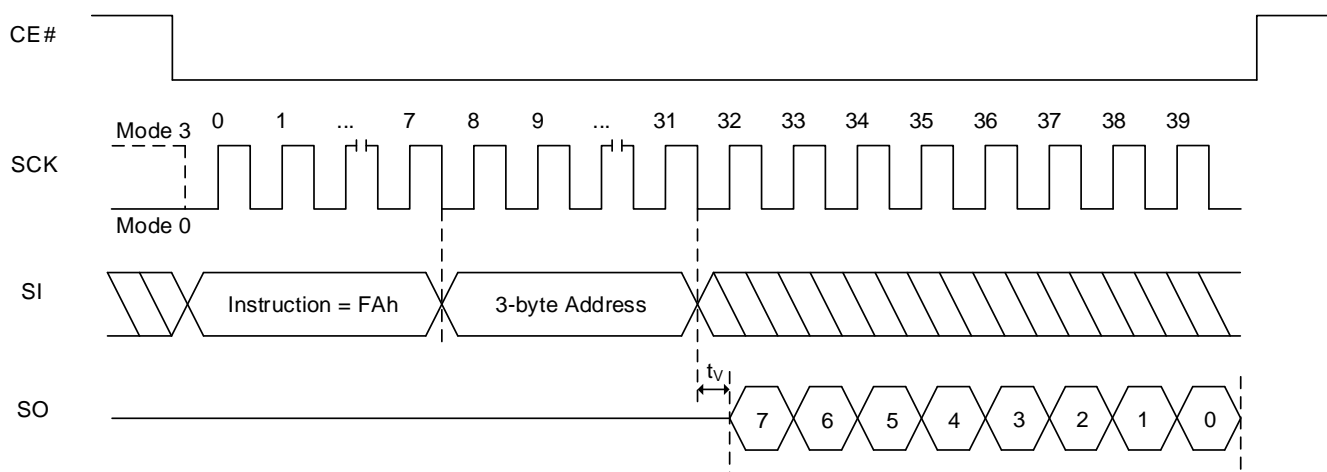 CE#
0 1 ... 7 8 9 ... 31 32 33 34 35 36 37 38 39
Mode 3
SCK
Mode 0
SI
Instruction = FAh
3-byte Address
tV
SO
7 6 5 4 3 2 1 0